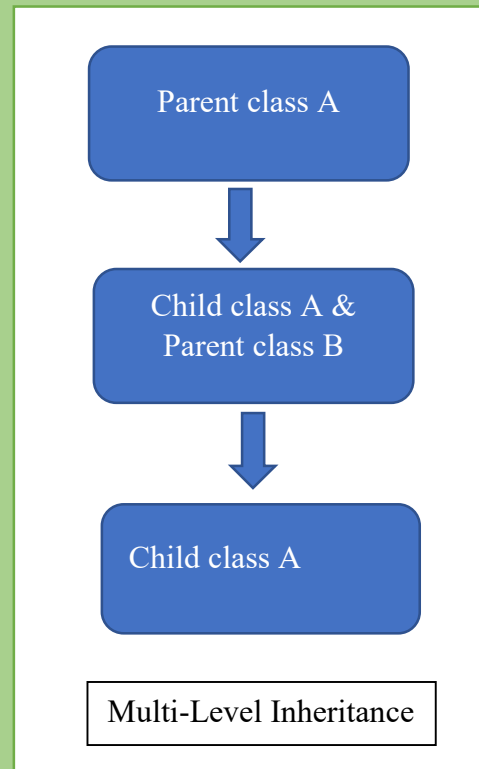 Parent class A
Child class A &
Parent class B
Child class A
Multi-Level Inheritance